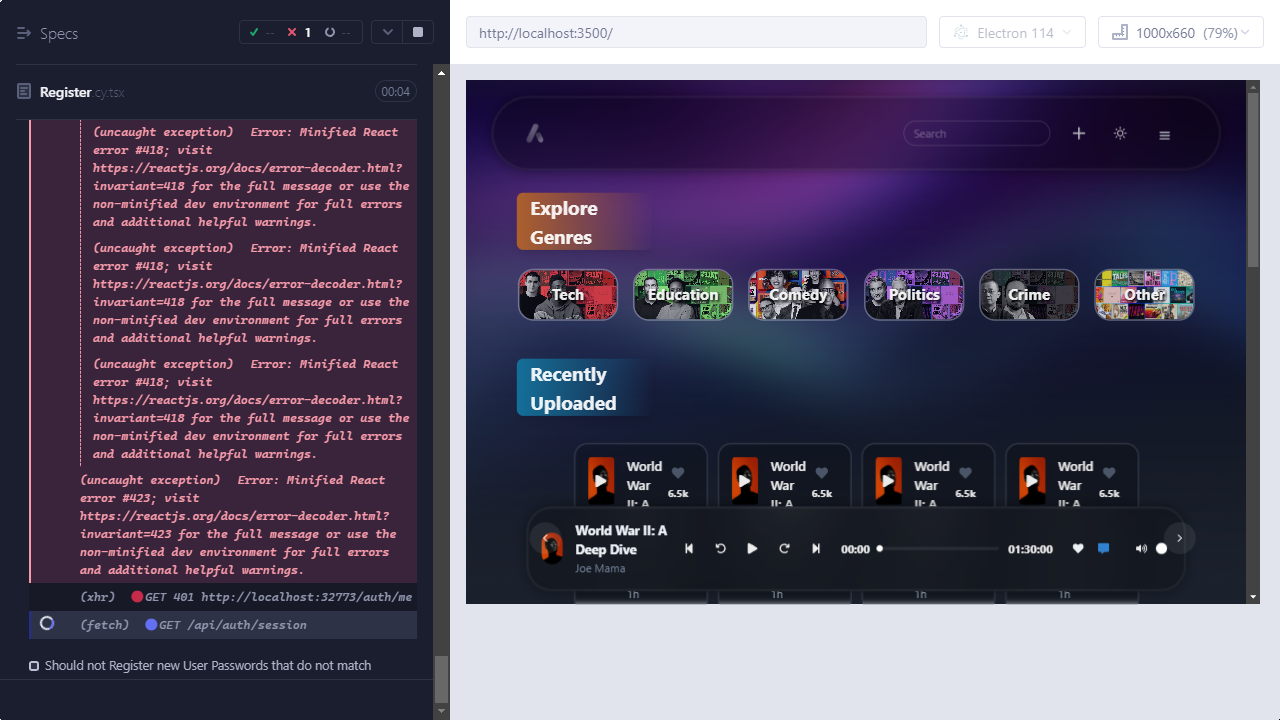 Specs
--
1
--
Register.cy.tsx
00:04
(uncaught exception) Error: Minified React
error #418; visit
https://reactjs.org/docs/error-decoder.html?
invariant=418 for the full message or use the
non-minified dev environment for full errors
and additional helpful warnings.
(uncaught exception) Error: Minified React
error #418; visit
https://reactjs.org/docs/error-decoder.html?
invariant=418 for the full message or use the
non-minified dev environment for full errors
and additional helpful warnings.
(uncaught exception) Error: Minified React
error #418; visit
https://reactjs.org/docs/error-decoder.html?
invariant=418 for the full message or use the
non-minified dev environment for full errors
and additional helpful warnings.
(uncaught exception) Error: Minified React
error #423; visit
https://reactjs.org/docs/error-decoder.html?
invariant=423 for the full message or use the
non-minified dev environment for full errors
and additional helpful warnings.
(xhr) GET 401 http://localhost:32773/auth/me
(fetch) GET /api/auth/session
Should not Register new User Passwords that do not match
http://localhost:3500/
Electron 114
1000x660 (79%)
Search
Explore
Genres
Tech
Education
Comedy
Politics
Crime
Other
Recently
Uploaded
World
War
II: A
6.5k
World
War
II: A
6.5k
World
War
II: A
6.5k
World
War
II: A
6.5k
World War II: A
Deep Dive
Joe Mama
00:00
01:30:00
1h
1h
1h
1h